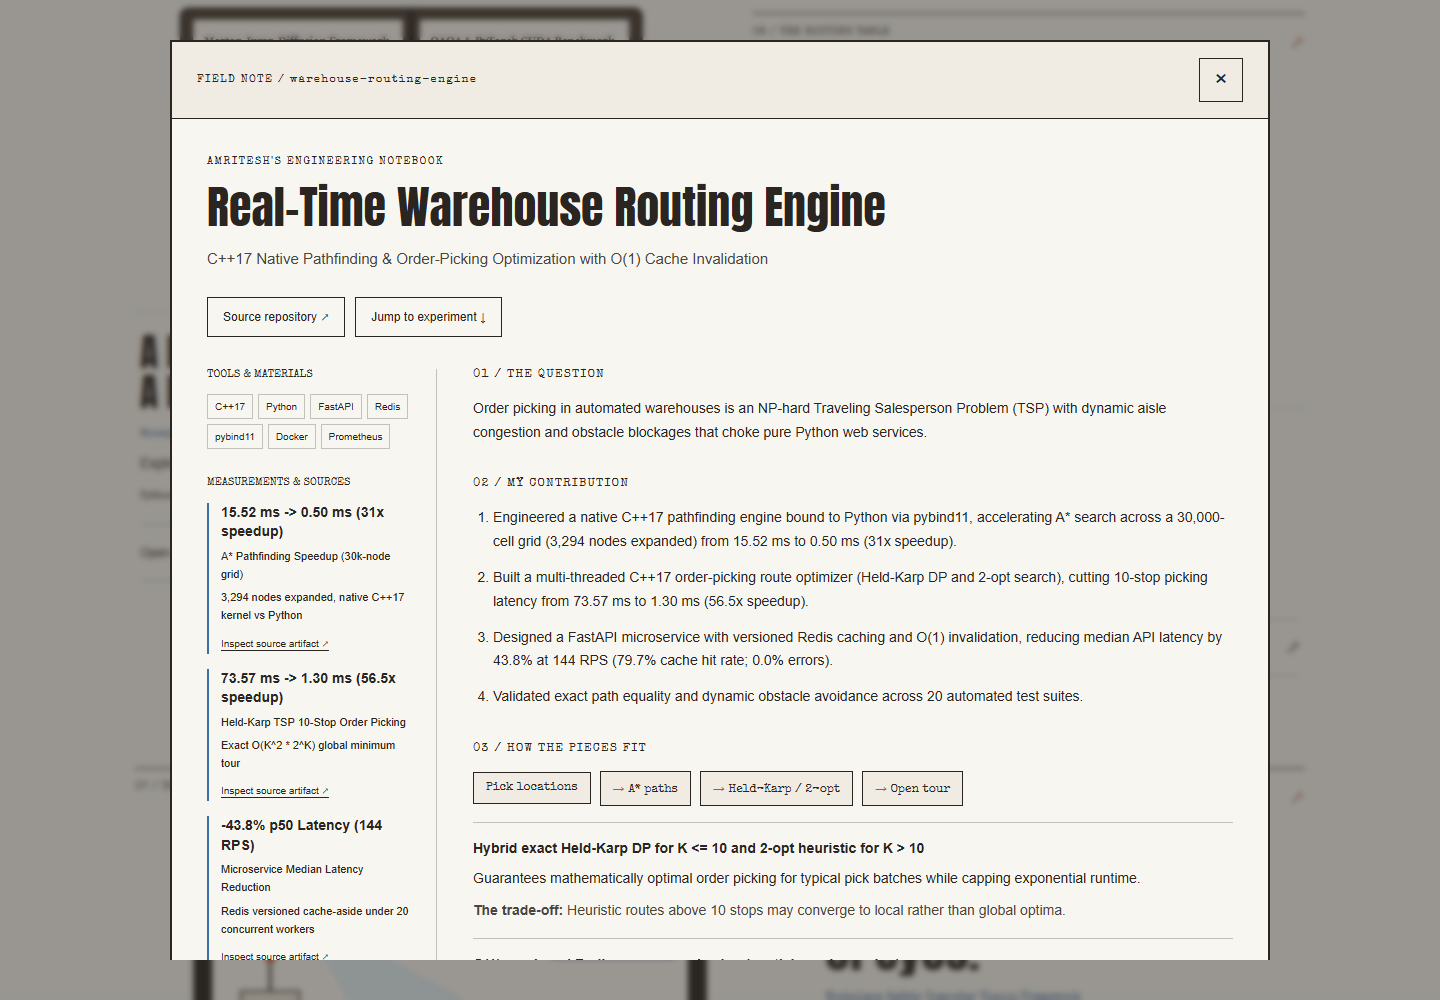 FIELD NOTE / warehouse-routing-engine
×
AMRITESH'S ENGINEERING NOTEBOOK
Real-Time Warehouse Routing Engine
C++17 Native Pathfinding & Order-Picking Optimization with O(1) Cache Invalidation
Source repository ↗
Jump to experiment ↓
TOOLS & MATERIALS
C++17 Python FastAPI Redis
pybind11 Docker Prometheus
MEASUREMENTS & SOURCES
15.52 ms -> 0.50 ms (31x
speedup)
A* Pathfinding Speedup (30k-node
grid)
3,294 nodes expanded, native C++17
kernel vs Python
Inspect source artifact ↗
73.57 ms -> 1.30 ms (56.5x
speedup)
Held-Karp TSP 10-Stop Order Picking
Exact O(K^2 * 2^K) global minimum
tour
Inspect source artifact ↗
-43.8% p50 Latency (144
RPS)
Microservice Median Latency
Reduction
Redis versioned cache-aside under 20
concurrent workers
Inspect source artifact ↗
01 / THE QUESTION
Order picking in automated warehouses is an NP-hard Traveling Salesperson Problem (TSP) with dynamic aisle
congestion and obstacle blockages that choke pure Python web services.
02 / MY CONTRIBUTION
1. Engineered a native C++17 pathfinding engine bound to Python via pybind11, accelerating A* search across a 30,000-
cell grid (3,294 nodes expanded) from 15.52 ms to 0.50 ms (31x speedup).
2. Built a multi-threaded C++17 order-picking route optimizer (Held-Karp DP and 2-opt search), cutting 10-stop picking
latency from 73.57 ms to 1.30 ms (56.5x speedup).
3. Designed a FastAPI microservice with versioned Redis caching and O(1) invalidation, reducing median API latency by
43.8% at 144 RPS (79.7% cache hit rate; 0.0% errors).
4. Validated exact path equality and dynamic obstacle avoidance across 20 automated test suites.
03 / HOW THE PIECES FIT
Pick locations → A* paths → Held-Karp / 2-opt → Open tour
Hybrid exact Held-Karp DP for K <= 10 and 2-opt heuristic for K > 10
Guarantees mathematically optimal order picking for typical pick batches while capping exponential runtime.
The trade-off: Heuristic routes above 10 stops may converge to local rather than global optima.